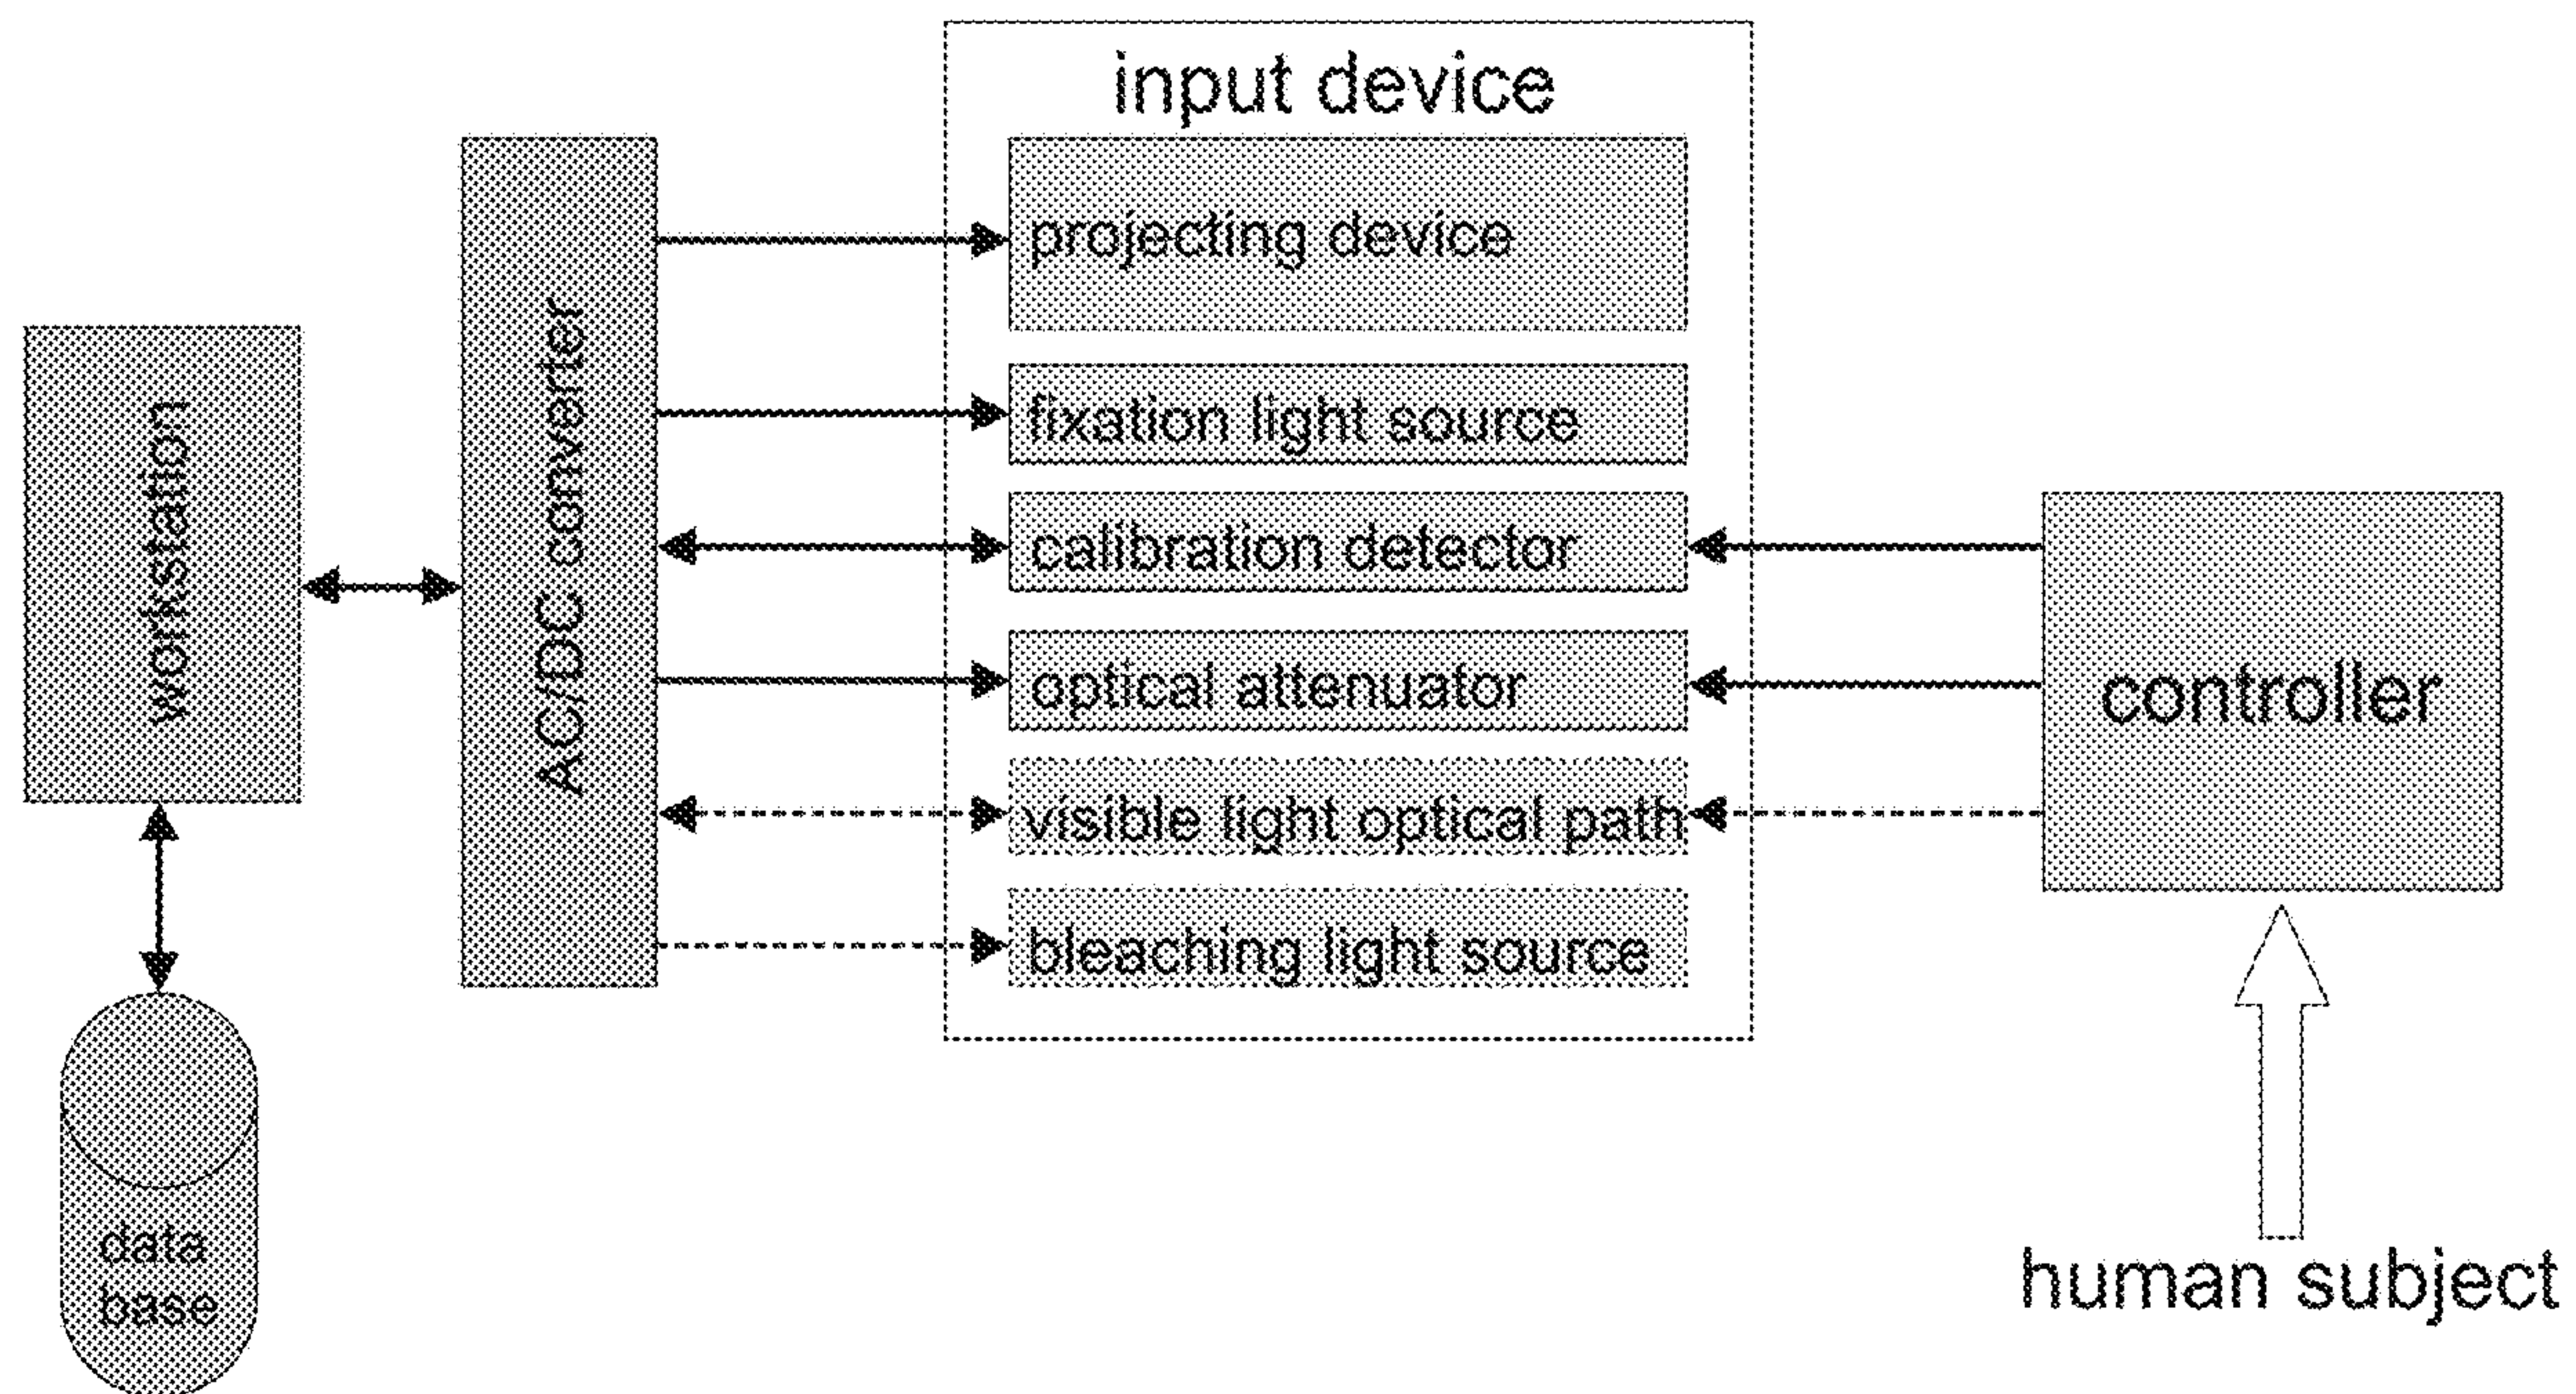 input device
projecting device
fixation light source
calibration detector
optical attenuator
visible light optical path
bleaching light source
workstation
AC/DC converter
controller
data
base
human subject